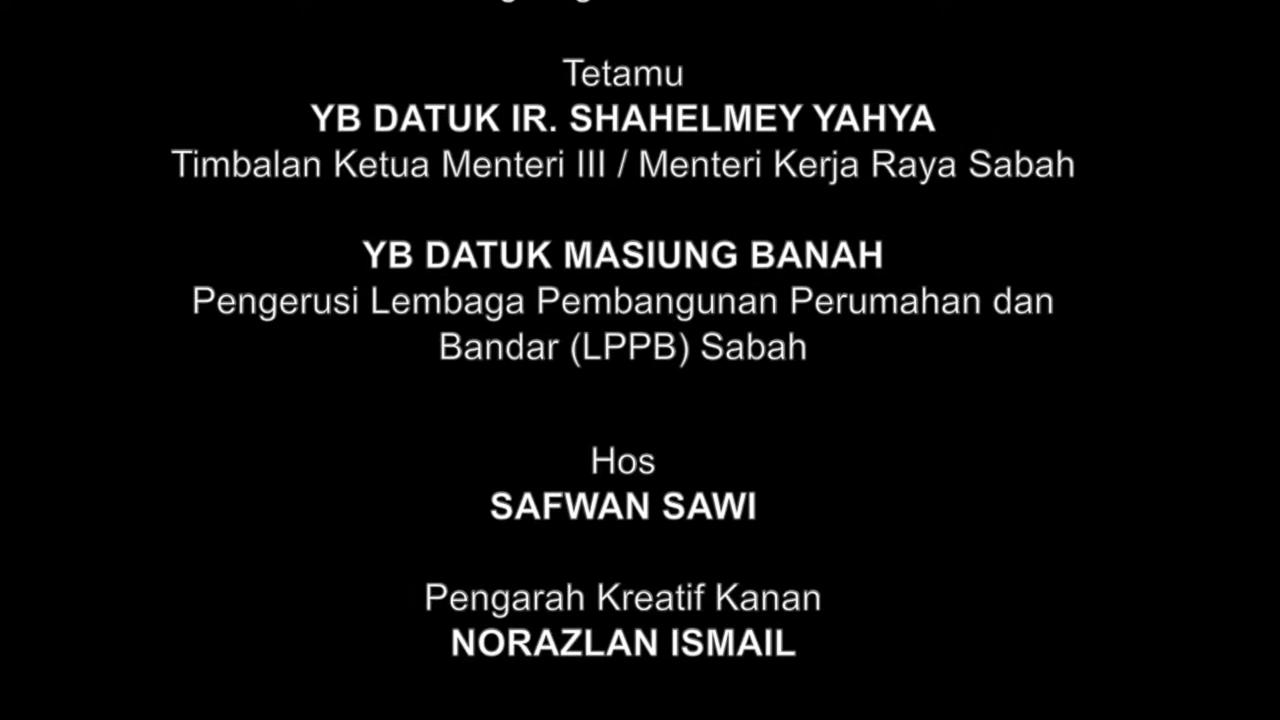 Tetamu
YB DATUK IR. SHAHELMEY YAHYA
Timbalan Ketua Menteri III / Menteri Kerja Raya Sabah
YB DATUK MASIUNG BANAH
Pengerusi Lembaga Pembangunan Perumahan dan
Bandar (LPPB) Sabah
Hos
SAFWAN SAWI
Pengarah Kreatif Kanan
NORAZLAN ISMAIL